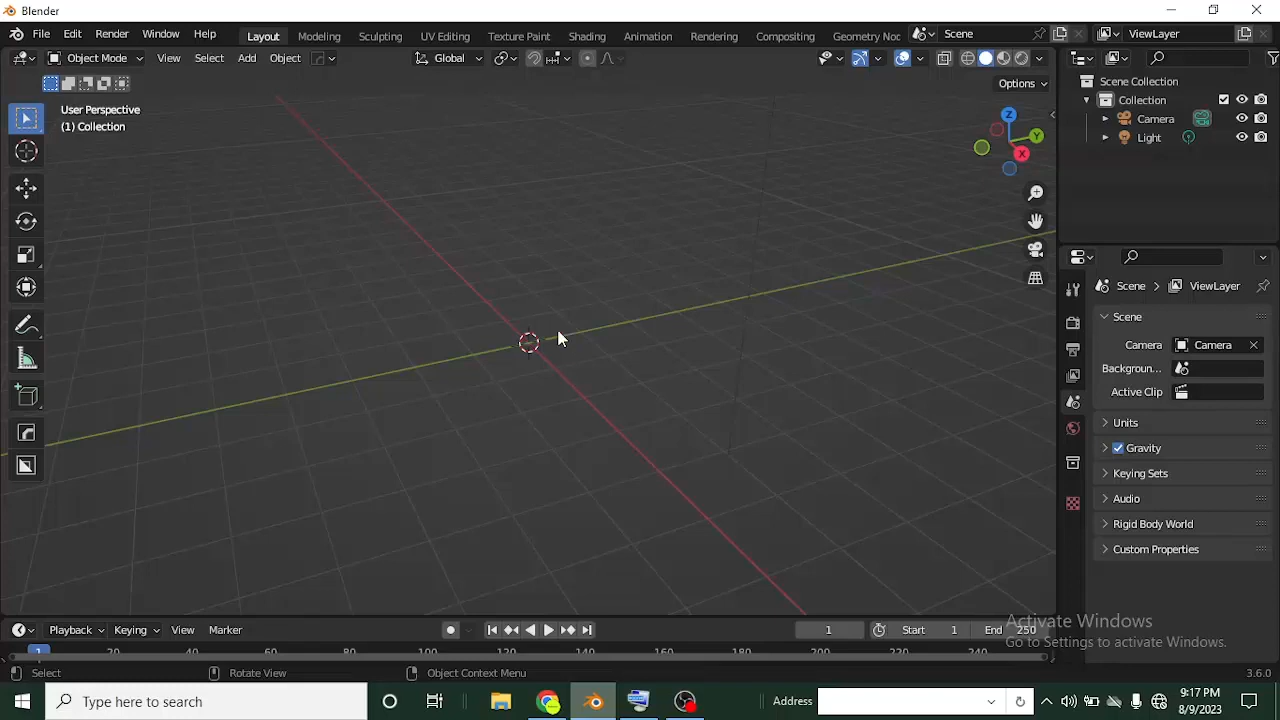 Blender
File Edit Render Window Help Layout Modeling Sculpting UV Editing Texture Paint Shading Animation Rendering Compositing Geometry Noc Scene ViewLayer
Object Mode View Select Add Object Global
Options
User Perspective
(1) Collection
Z
Y
X
Scene Collection
Collection
Camera
Light
Scene > ViewLayer
Scene
Camera Camera
Backgroun...
Active Clip
Units
Gravity
Keying Sets
Audio
Rigid Body World
Custom Properties
Playback Keying View Marker 1 Start 1 End 250
1 20 40 60 80 100 120 140 160 180 200 220 240
Activate Windows
Go to Settings to activate Windows.
Select Rotate View Object Context Menu 3.6.0
Type here to search Address 9:17 PM
8/9/2023